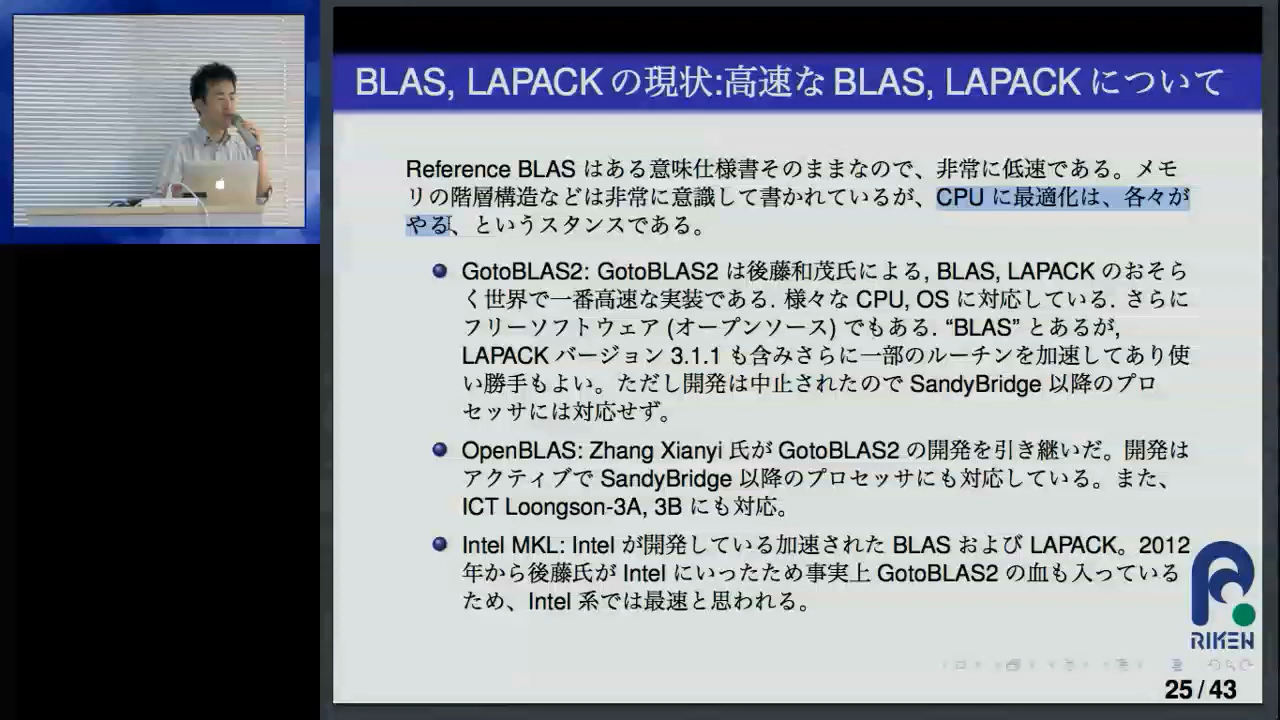 BLAS, LAPACK の現状:高速な BLAS, LAPACK について
Reference BLAS はある意味仕様書そのままなので、非常に低速である。メモ
リの階層構造などは非常に意識して書かれているが、CPU に最適化は、各々が
やる、というスタンスである。
GotoBLAS2: GotoBLAS2 は後藤和茂氏による, BLAS, LAPACK のおそら
く世界で一番高速な実装である. 様々な CPU, OS に対応している. さらに
フリーソフトウェア (オープンソース) でもある. “BLAS” とあるが,
LAPACK バージョン 3.1.1 も含みさらに一部のルーチンを加速してあり使
い勝手もよい。ただし開発は中止されたので SandyBridge 以降のプロ
セッサには対応せず。
OpenBLAS: Zhang Xianyi 氏が GotoBLAS2 の開発を引き継いだ。開発は
アクティブで SandyBridge 以降のプロセッサにも対応している。また、
ICT Loongson-3A, 3B にも対応。
Intel MKL: Intel が開発している加速された BLAS および LAPACK。2012
年から後藤氏が Intel にいったため事実上 GotoBLAS2 の血も入っている
ため、Intel 系では最速と思われる。
RIKEN
25 / 43